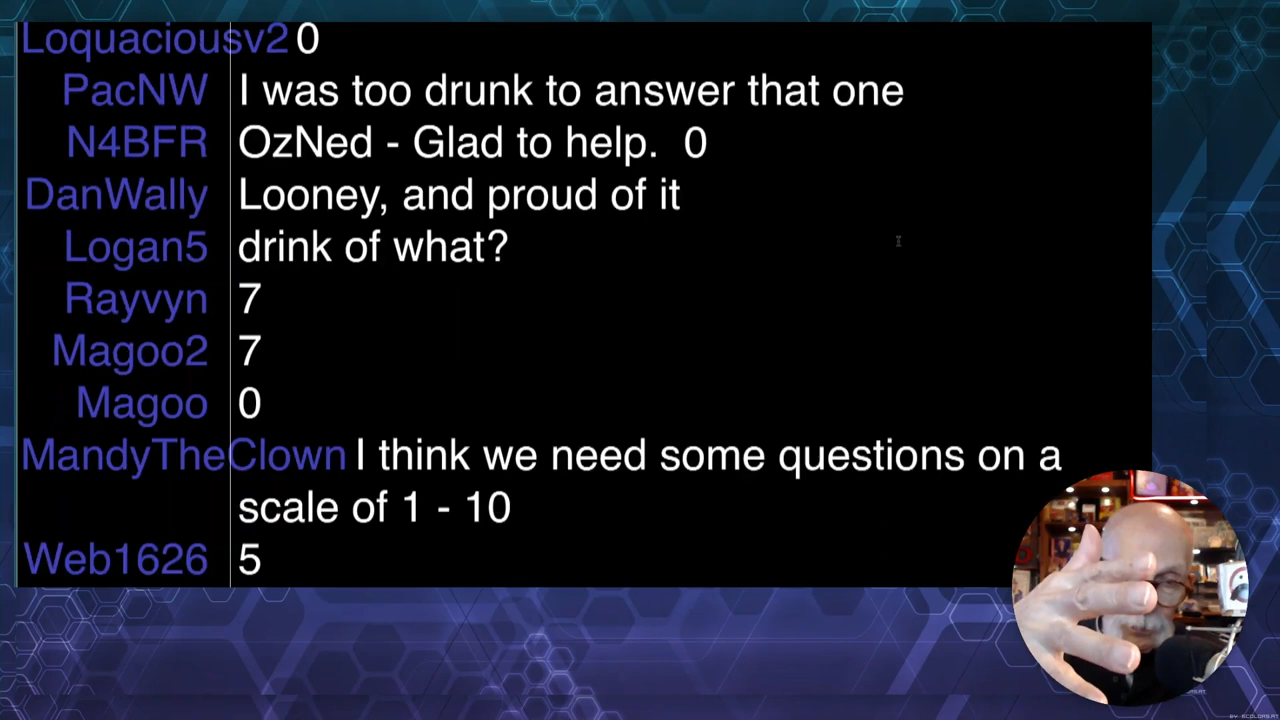 Loquaciousv2 0
PacNW I was too drunk to answer that one
N4BFR OzNed - Glad to help.  0
DanWally Looney, and proud of it
Logan5 drink of what?
Rayvyn 7
Magoo2 7
Magoo 0
MandyTheClown I think we need some questions on a
scale of 1 - 10
Web1626 5